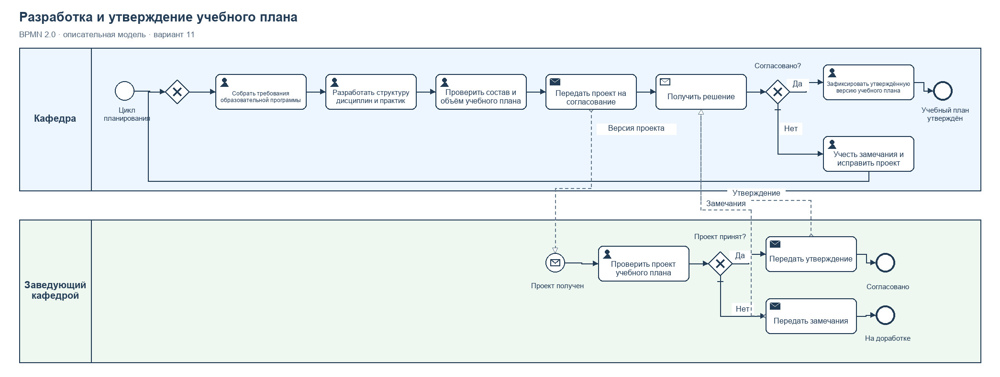 Разработка и утверждение учебного плана
BPMN 2.0 · описательная модель · вариант 11
Кафедра
Цикл
планирования
Собрать требования
образовательной программы
Разработать структуру
дисциплин и практик
Проверить состав и
объём учебного плана
Передать проект на
согласование
Получить решение
Согласовано?
Да
Зафиксировать утверждённую
версию учебного плана
Учебный план
утверждён
Версия проекта
Нет
Учесть замечания и
исправить проект
Утверждение
Замечания
Заведующий
кафедрой
Проект получен
Проверить проект
учебного плана
Проект принят?
Да
Передать утверждение
Согласовано
Нет
Передать замечания
На доработке